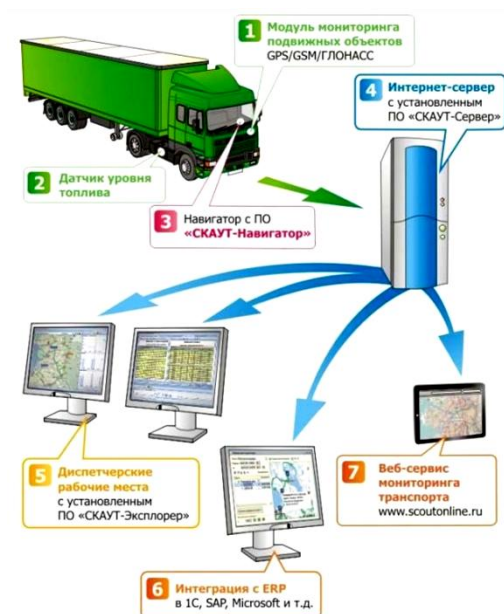 1 Модуль мониторинга
подвижных объектов
GPS/GSM/ГЛОНАСС
4 Интернет-сервер
с установленным
ПО «СКАУТ-Сервер»
2 Датчик уровня
топлива
3 Навигатор с ПО
«СКАУТ-Навигатор»
5 Диспетчерские
рабочие места
с установленным
ПО «СКАУТ-Эксплорер»
7 Веб-сервис
мониторинга
транспорта
www.scoutonline.ru
6 Интеграция с ERP
в 1С, SAP, Microsoft и т.д.